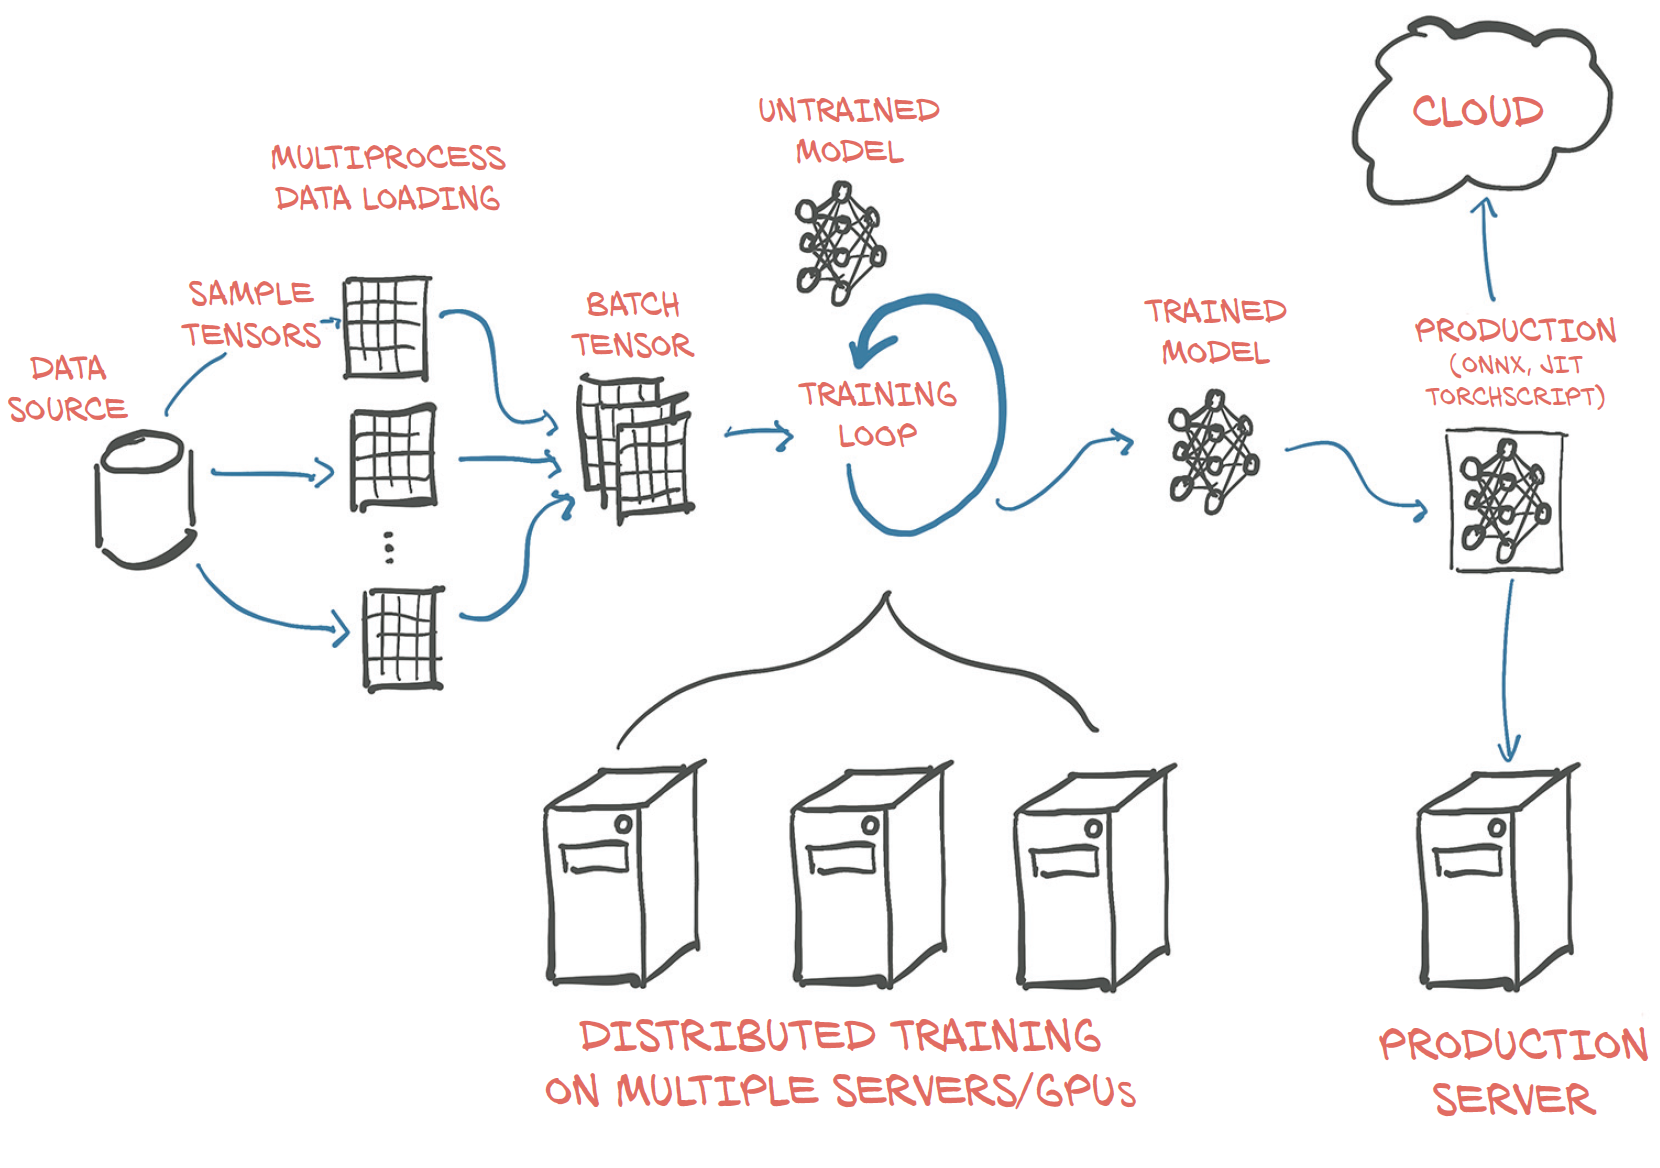 DATA
SOURCE
MULTIPROCESS
DATA LOADING
SAMPLE
TENSORS
BATCH
TENSOR
UNTRAINED
MODEL
TRAINING
LOOP
TRAINED
MODEL
CLOUD
PRODUCTION
(ONNX, JIT
TORCHSCRIPT)
DISTRIBUTED TRAINING
ON MULTIPLE SERVERS/GPUs
PRODUCTION
SERVER